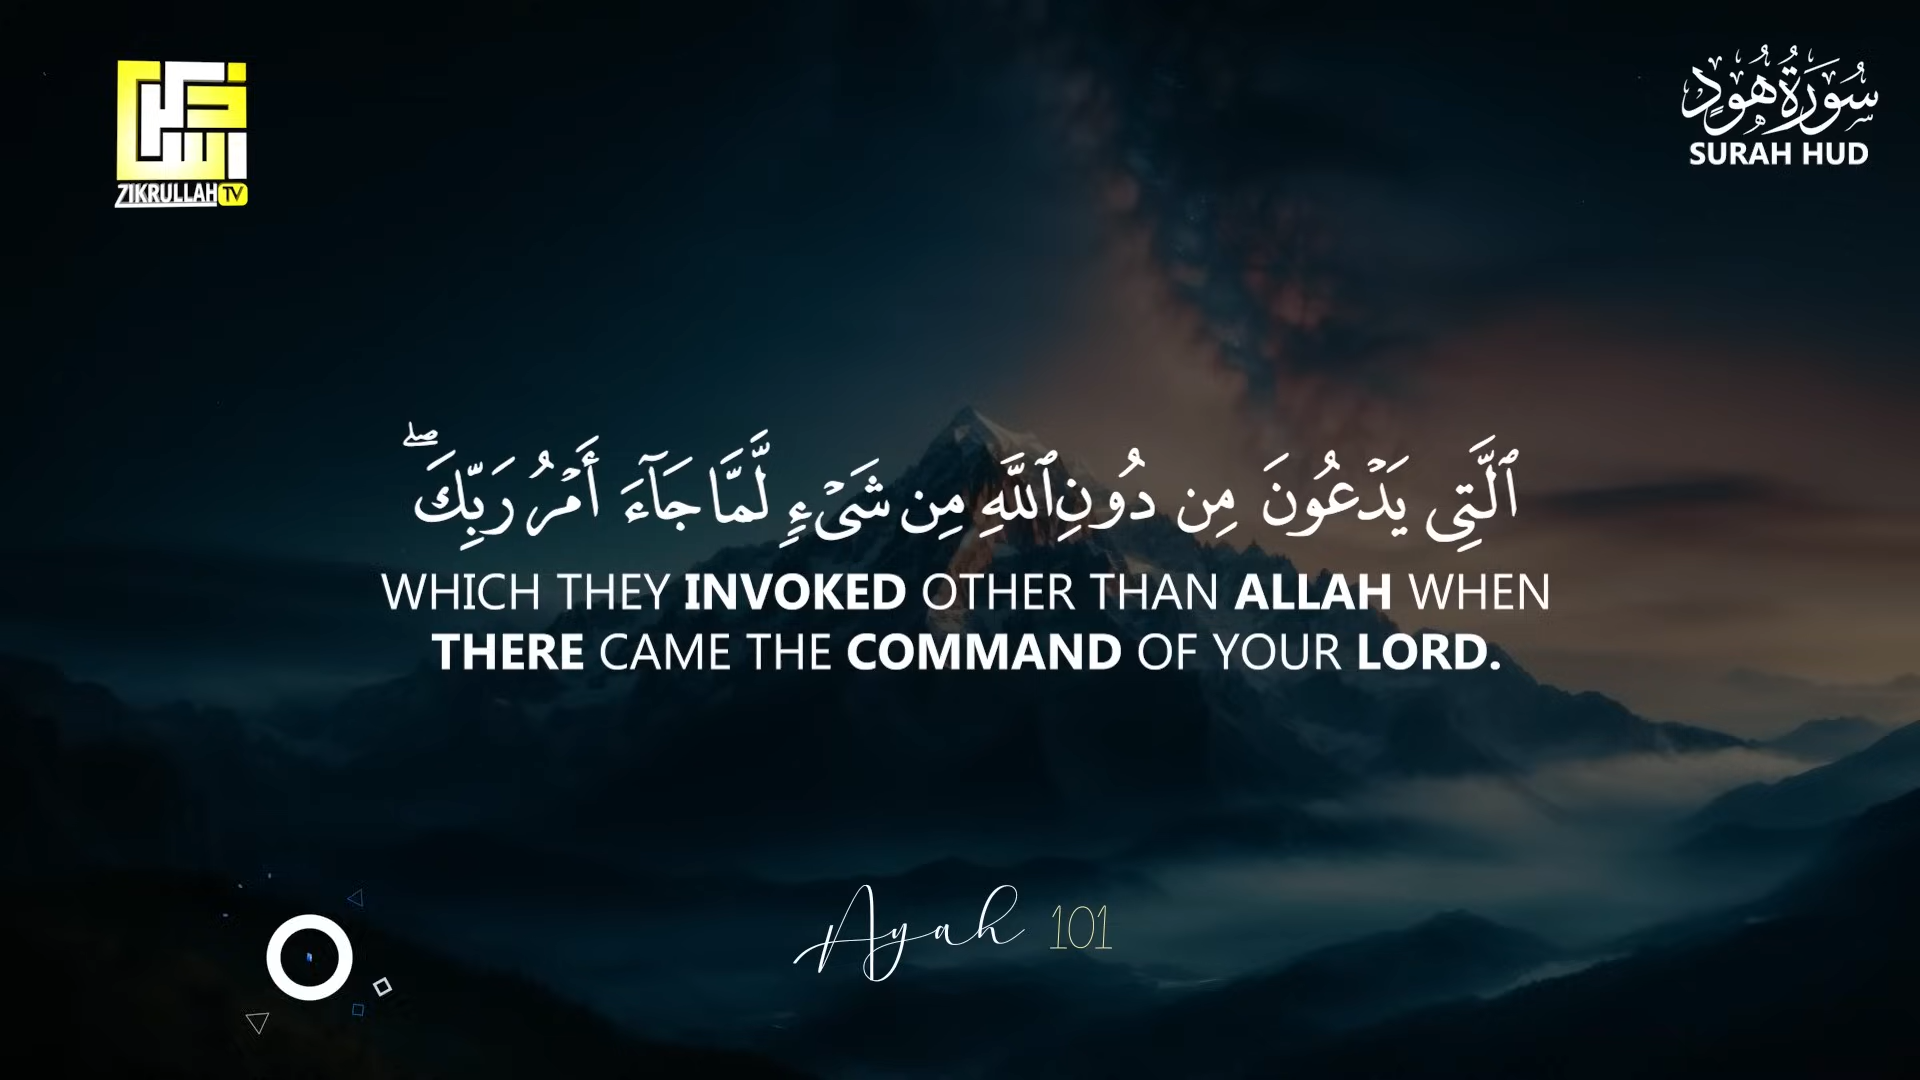 ZIKRULLAH TV
سُورَةُ هُودٍ
SURAH HUD
ٱلَّتِى يَدْعُونَ مِن دُونِ ٱللَّهِ مِن شَىْءٍ لَّمَّا جَآءَ أَمْرُ رَبِّكَ ۖ
WHICH THEY INVOKED OTHER THAN ALLAH WHEN
THERE CAME THE COMMAND OF YOUR LORD.
Ayah 101